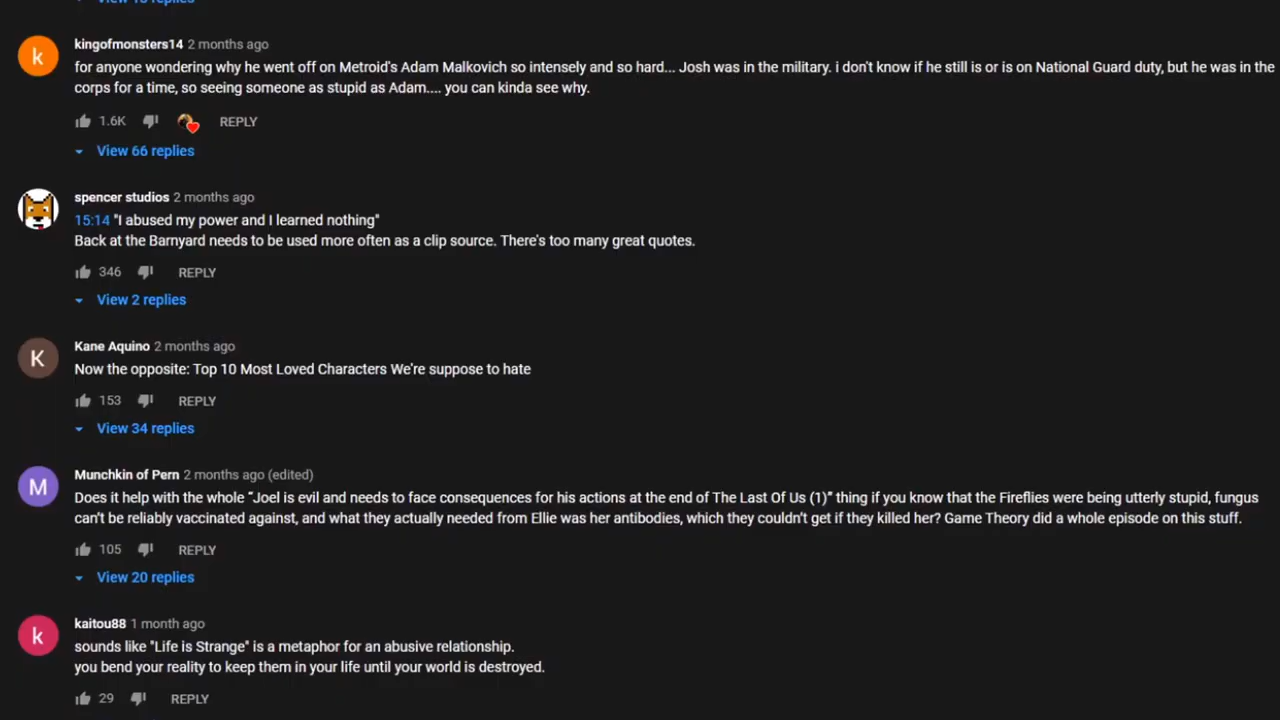 View 18 replies
k
kingofmonsters14 2 months ago
for anyone wondering why he went off on Metroid's Adam Malkovich so intensely and so hard... Josh was in the military. i don't know if he still is or is on National Guard duty, but he was in the
corps for a time, so seeing someone as stupid as Adam.... you can kinda see why.
1.6K REPLY
View 66 replies
spencer studios 2 months ago
15:14 "I abused my power and I learned nothing"
Back at the Barnyard needs to be used more often as a clip source. There's too many great quotes.
346 REPLY
View 2 replies
K
Kane Aquino 2 months ago
Now the opposite: Top 10 Most Loved Characters We're suppose to hate
153 REPLY
View 34 replies
M
Munchkin of Pern 2 months ago (edited)
Does it help with the whole "Joel is evil and needs to face consequences for his actions at the end of The Last Of Us (1)" thing if you know that the Fireflies were being utterly stupid, fungus
can't be reliably vaccinated against, and what they actually needed from Ellie was her antibodies, which they couldn't get if they killed her? Game Theory did a whole episode on this stuff.
105 REPLY
View 20 replies
k
kaitou88 1 month ago
sounds like "Life is Strange" is a metaphor for an abusive relationship.
you bend your reality to keep them in your life until your world is destroyed.
29 REPLY